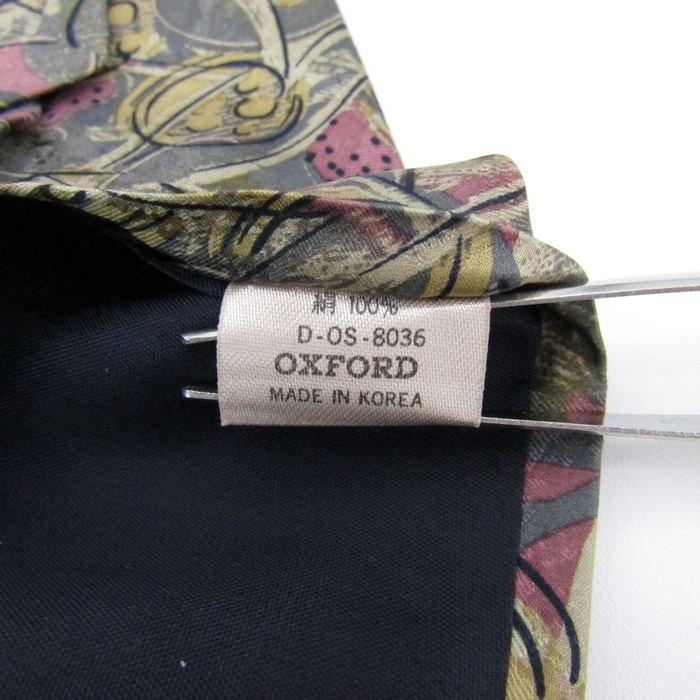 絹 100%
D-OS-8036
OXFORD
MADE IN KOREA